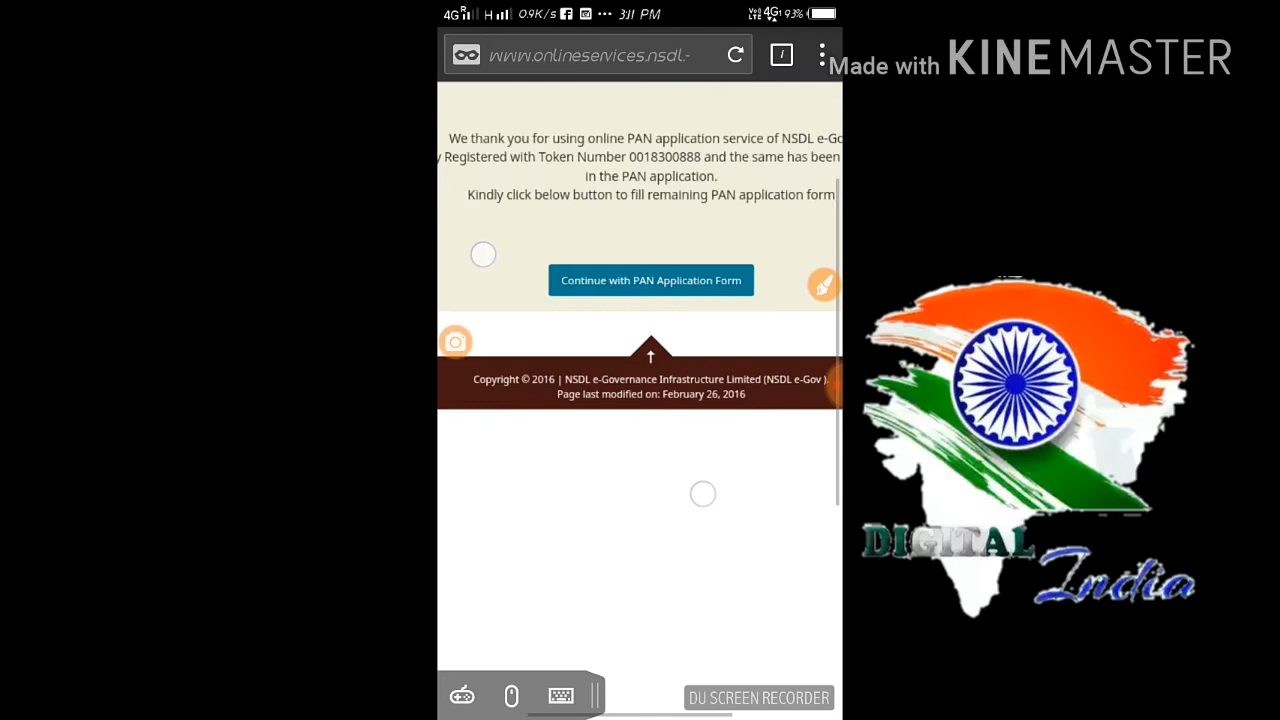 4G R H 0.9K/s ••• 3:11 PM VoD LTE 4G 93%
Made with KINEMASTER
www.onlineservices.nsdl.
We thank you for using online PAN application service of NSDL e-Go
y Registered with Token Number 0018300888 and the same has been
in the PAN application.
Kindly click below button to fill remaining PAN application form
Continue with PAN Application Form
Copyright © 2016 | NSDL e-Governance Infrastructure Limited (NSDL e-Gov ).
Page last modified on: February 26, 2016
DIGITAL
India
DU SCREEN RECORDER